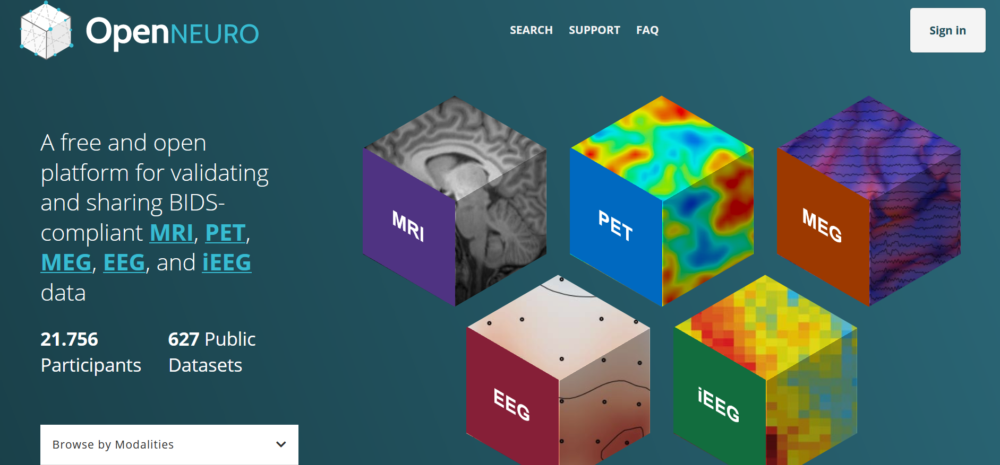 OpenNEURO
SEARCH SUPPORT FAQ
Sign in
A free and open
platform for validating
and sharing BIDS-
compliant MRI, PET,
MEG, EEG, and iEEG
data
21.756 Participants
627 Public Datasets
Browse by Modalities
MRI
PET
MEG
EEG
iEEG